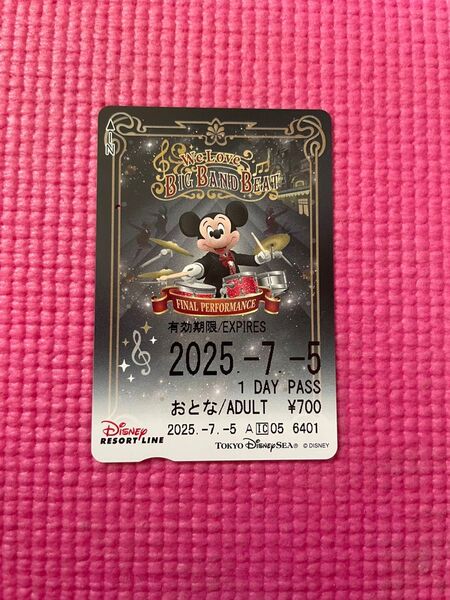 IN
We Love
BIG BAND BEAT
FINAL PERFORMANCE
有効期限/EXPIRES
2025.-7.-5
1 DAY PASS
おとな/ADULT ¥700
Disney
RESORT LINE
2025.-7.-5 A IC 05 6401
TOKYO DisneySEA® © DISNEY